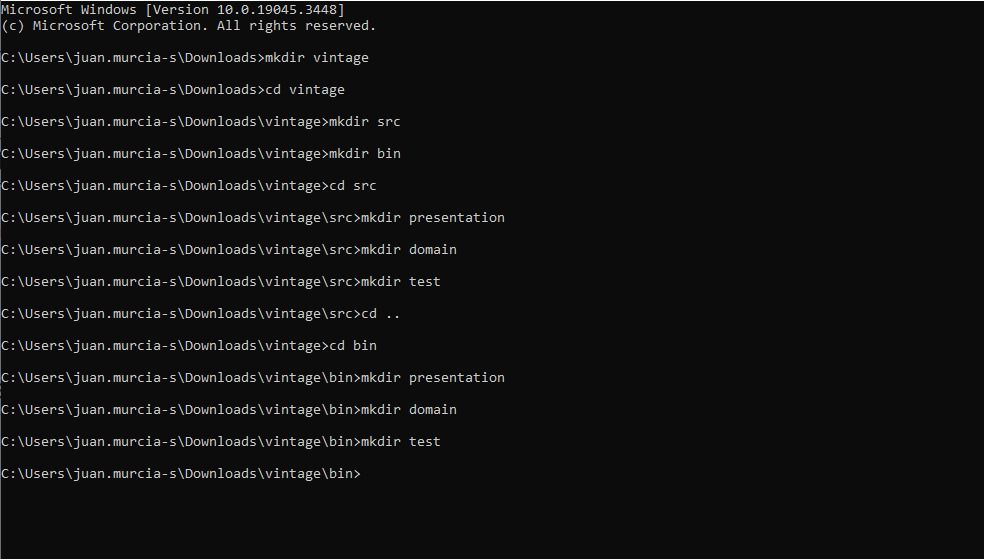 Microsoft Windows [Version 10.0.19045.3448]
(c) Microsoft Corporation. All rights reserved.
C:\Users\juan.murcia-s\Downloads>mkdir vintage
C:\Users\juan.murcia-s\Downloads>cd vintage
C:\Users\juan.murcia-s\Downloads\vintage>mkdir src
C:\Users\juan.murcia-s\Downloads\vintage>mkdir bin
C:\Users\juan.murcia-s\Downloads\vintage>cd src
C:\Users\juan.murcia-s\Downloads\vintage\src>mkdir presentation
C:\Users\juan.murcia-s\Downloads\vintage\src>mkdir domain
C:\Users\juan.murcia-s\Downloads\vintage\src>mkdir test
C:\Users\juan.murcia-s\Downloads\vintage\src>cd ..
C:\Users\juan.murcia-s\Downloads\vintage>cd bin
C:\Users\juan.murcia-s\Downloads\vintage\bin>mkdir presentation
C:\Users\juan.murcia-s\Downloads\vintage\bin>mkdir domain
C:\Users\juan.murcia-s\Downloads\vintage\bin>mkdir test
C:\Users\juan.murcia-s\Downloads\vintage\bin>